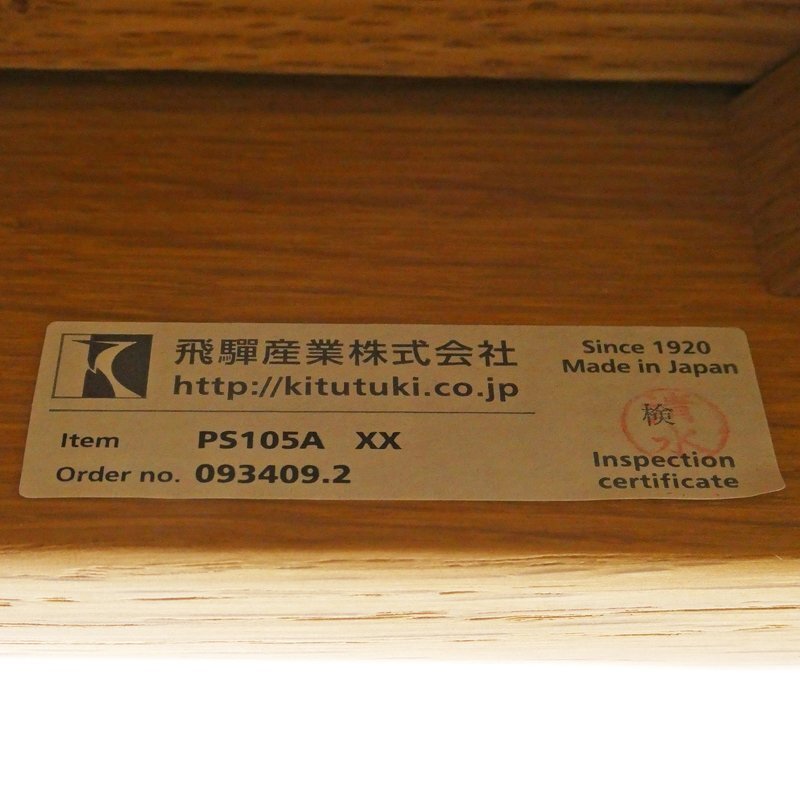 飛驒産業株式会社
http://kitutuki.co.jp
Item PS105A XX
Order no. 093409.2
Since 1920
Made in Japan
検
Inspection
certificate